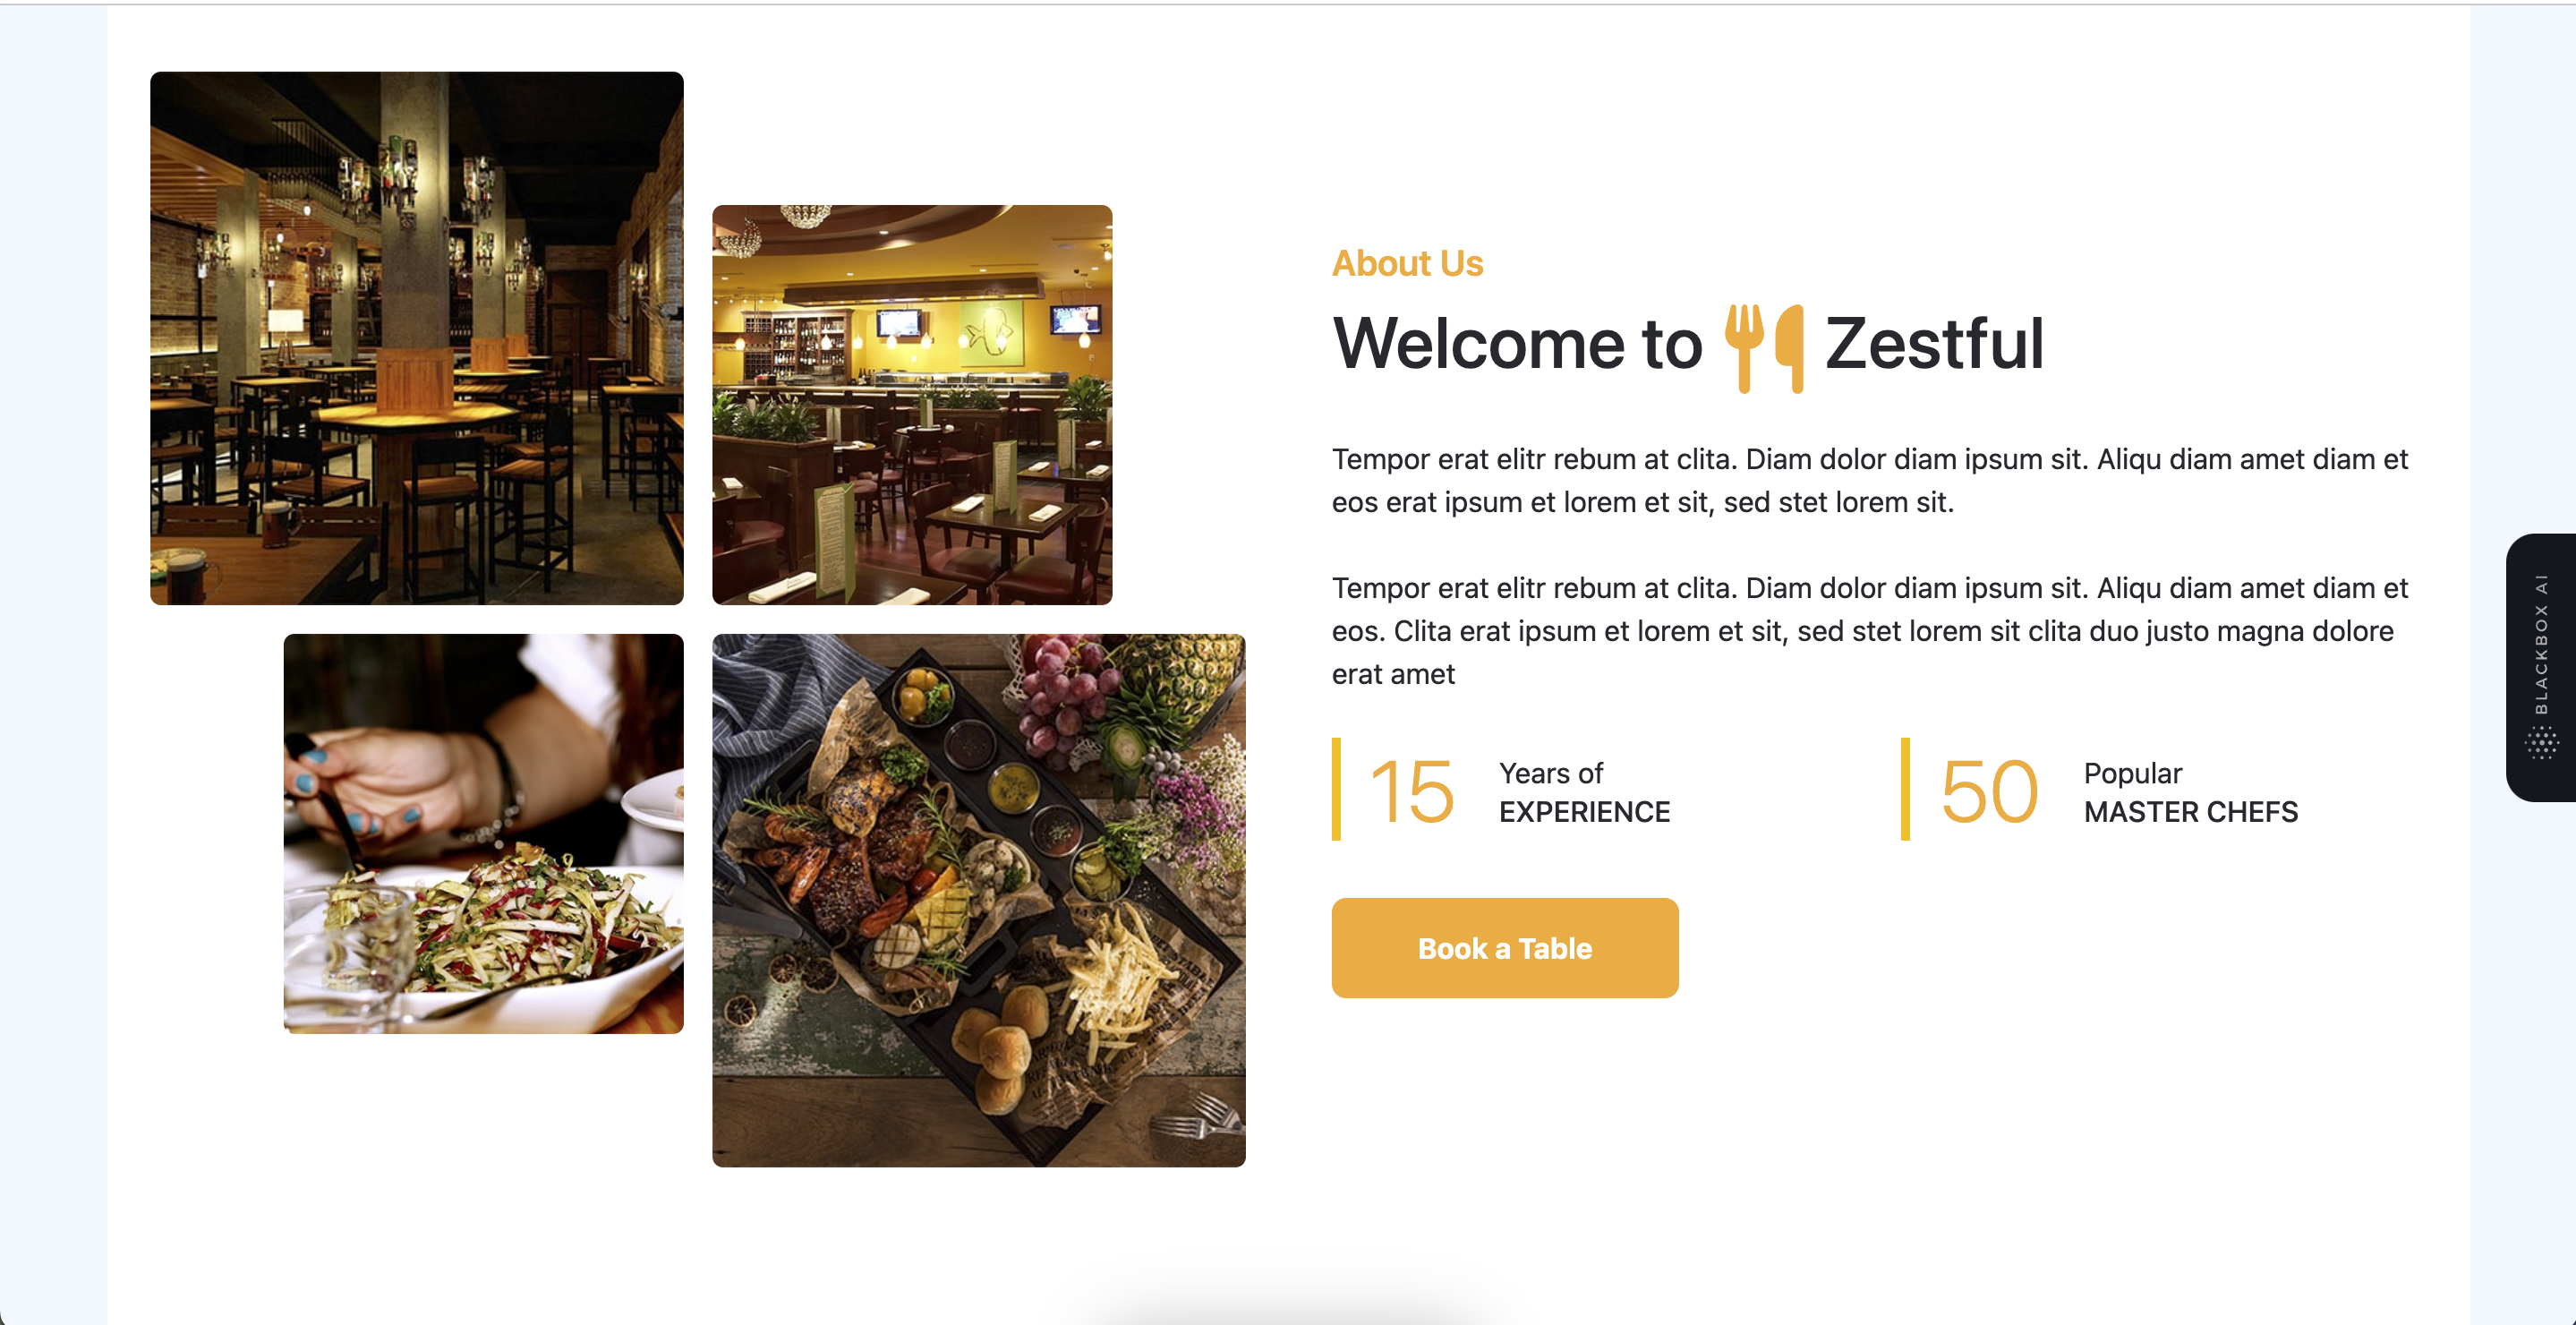 About Us
Welcome to Zestful
Tempor erat elitr rebum at clita. Diam dolor diam ipsum sit. Aliqu diam amet diam et
eos erat ipsum et lorem et sit, sed stet lorem sit.
Tempor erat elitr rebum at clita. Diam dolor diam ipsum sit. Aliqu diam amet diam et
eos. Clita erat ipsum et lorem et sit, sed stet lorem sit clita duo justo magna dolore
erat amet
15
Years of
EXPERIENCE
50
Popular
MASTER CHEFS
Book a Table
BLACKBOX AI